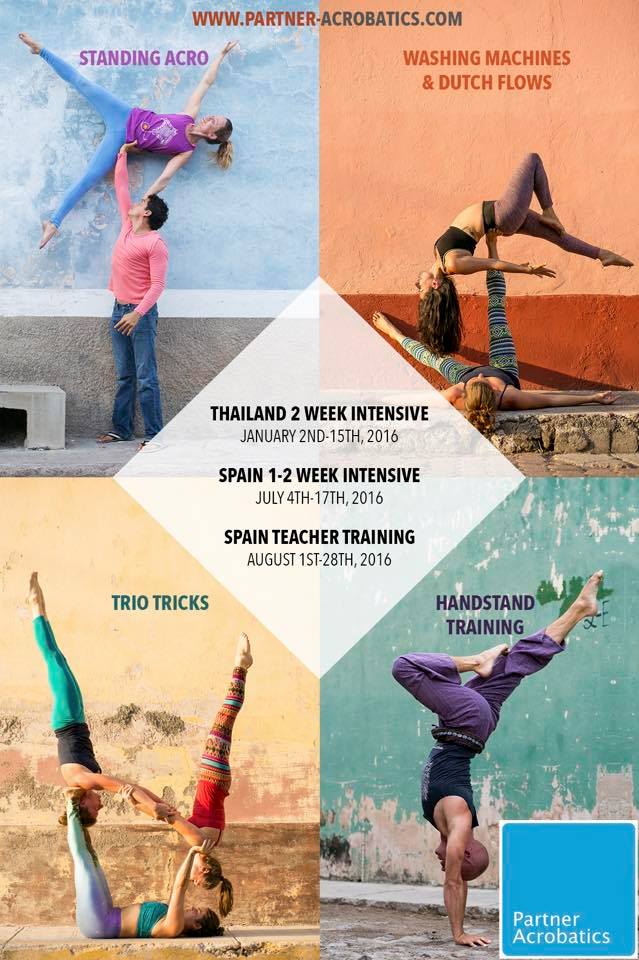 WWW.PARTNER-ACROBATICS.COM
STANDING ACRO
WASHING MACHINES
& DUTCH FLOWS
THAILAND 2 WEEK INTENSIVE
JANUARY 2ND-15TH, 2016
SPAIN 1-2 WEEK INTENSIVE
JULY 4TH-17TH, 2016
SPAIN TEACHER TRAINING
AUGUST 1ST-28TH, 2016
TRIO TRICKS
HANDSTAND
TRAINING
Partner
Acrobatics